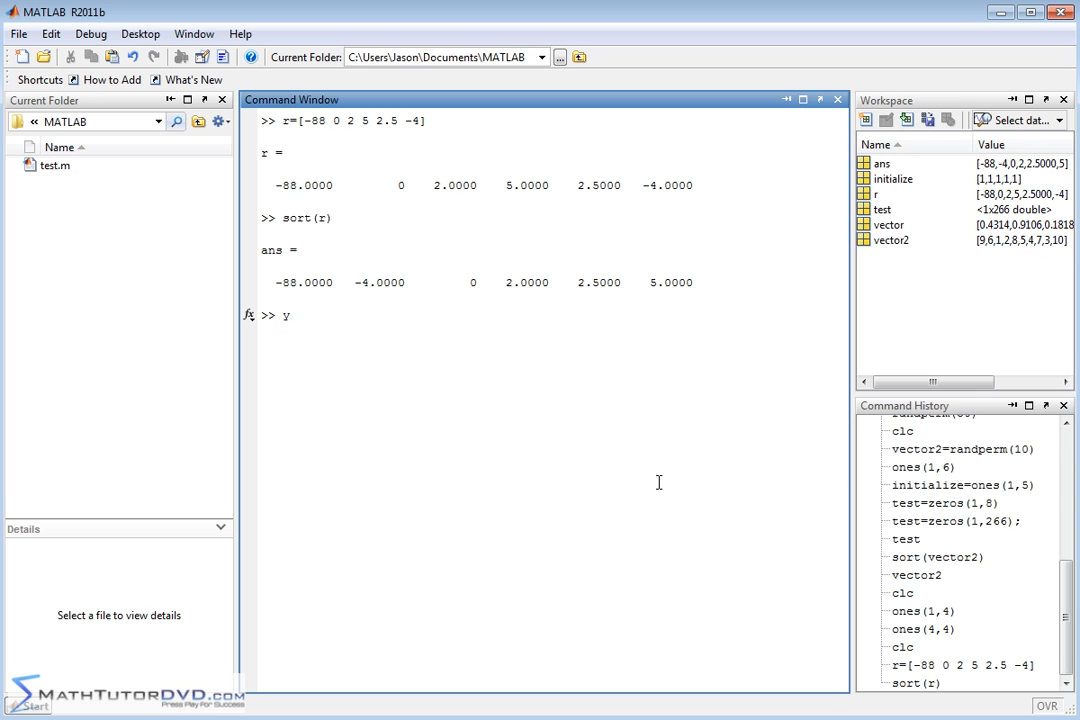 MATLAB R2011b
File Edit Debug Desktop Window Help
Current Folder: C:\Users\Jason\Documents\MATLAB ...
Shortcuts How to Add What's New
Current Folder
« MATLAB
Name
test.m
Details
Select a file to view details
Command Window
>> r=[-88 0 2 5 2.5 -4]
r =
-88.0000 0 2.0000 5.0000 2.5000 -4.0000
>> sort(r)
ans =
-88.0000 -4.0000 0 2.0000 2.5000 5.0000
fx >> y
Workspace
Select dat...
Name Value
ans [-88,-4,0,2,2.5000,5]
initialize [1,1,1,1,1]
r [-88,0,2,5,2.5000,-4]
test <1x266 double>
vector [0.4314,0.9106,0.1818
vector2 [9,6,1,2,8,5,4,7,3,10]
Command History
clc
vector2=randperm(10)
ones(1,6)
initialize=ones(1,5)
test=zeros(1,8)
test=zeros(1,266);
test
sort(vector2)
vector2
clc
ones(1,4)
ones(4,4)
clc
r=[-88 0 2 5 2.5 -4]
sort(r)
MATHTUTORDVD.COM
Press Play For Success
Start
OVR